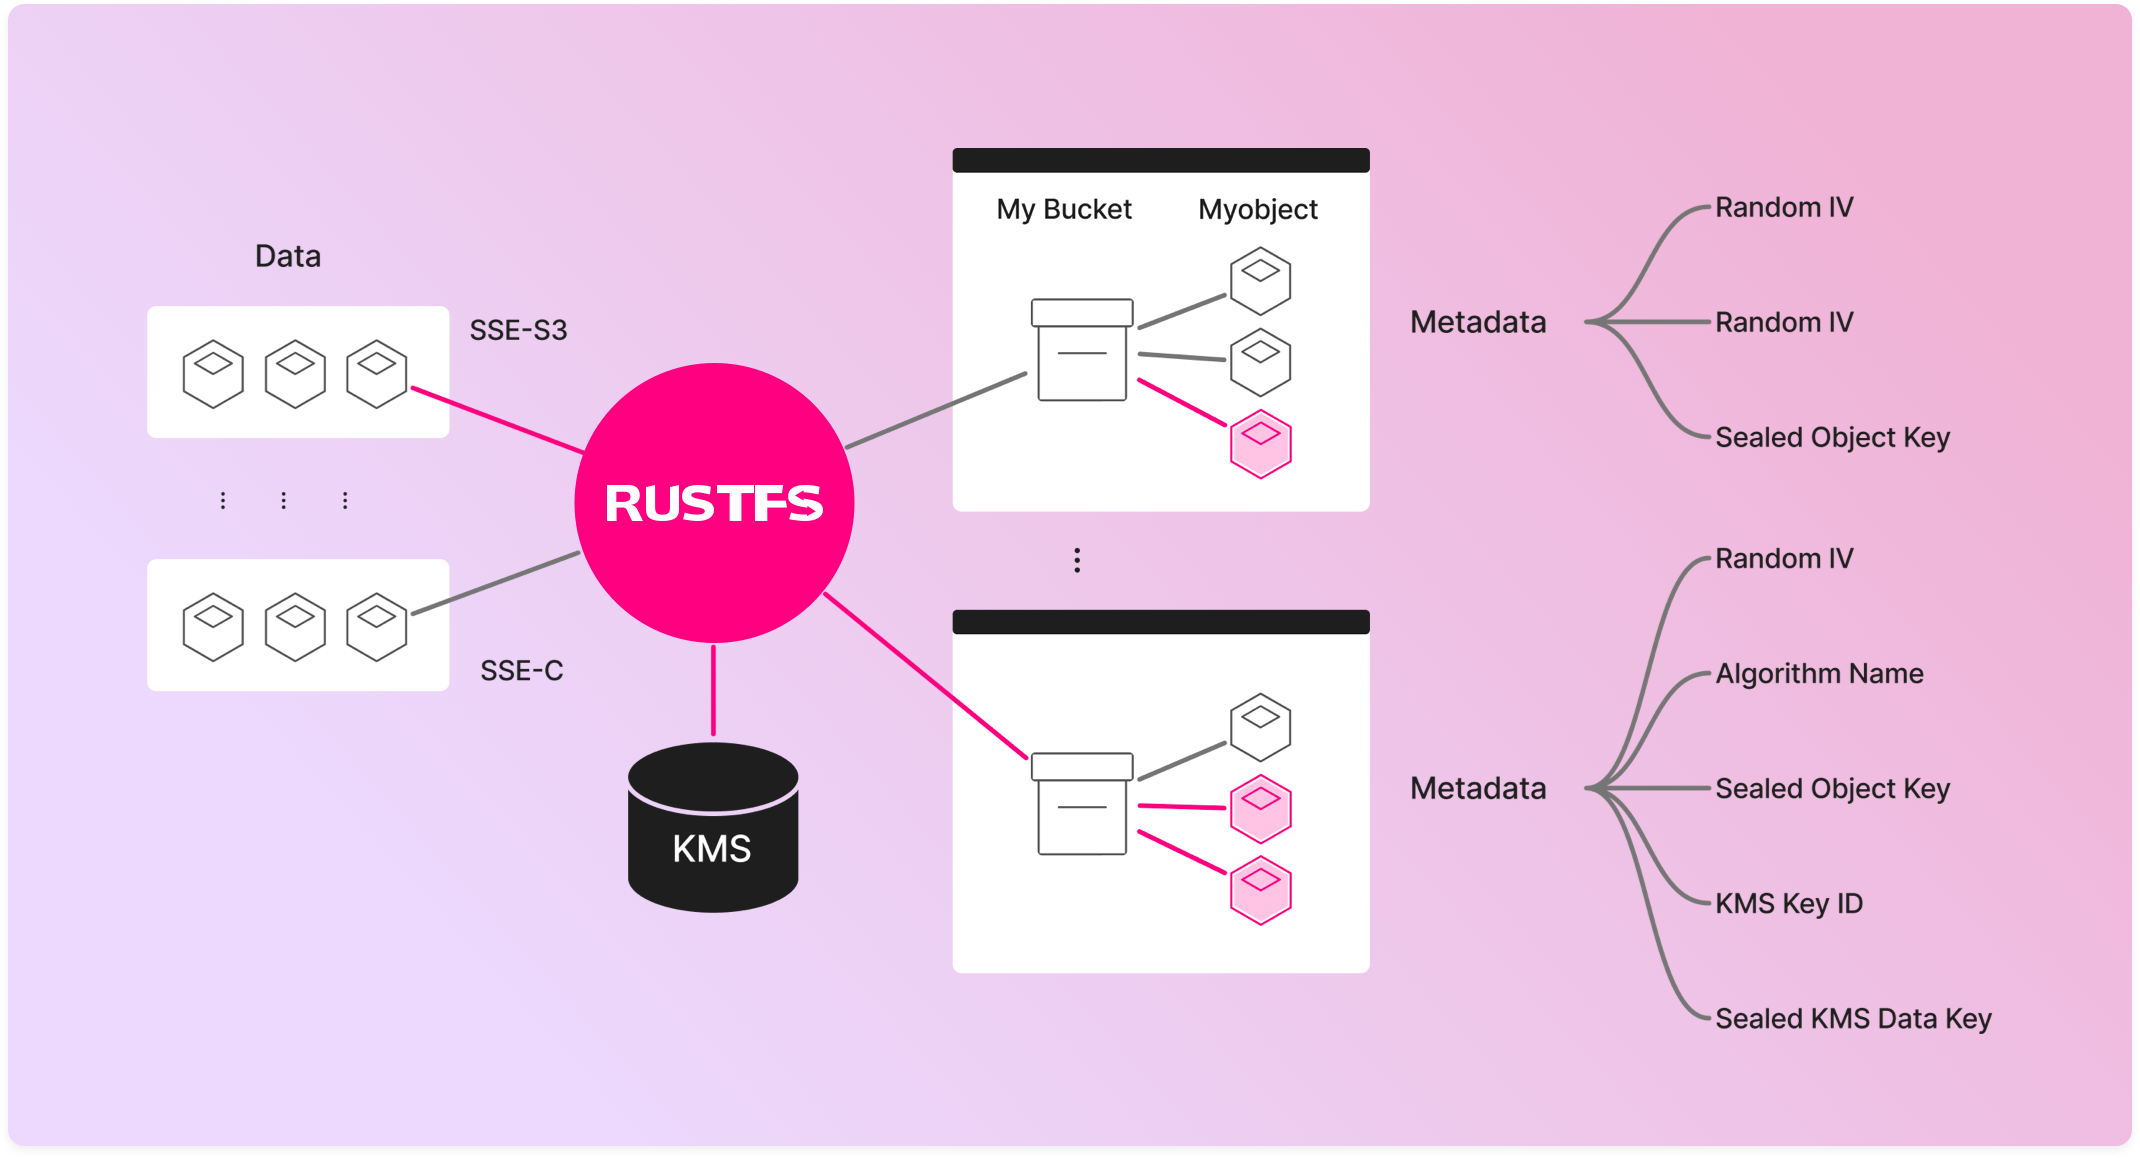 Data
SSE-S3
SSE-C
RUSTFS
KMS
My Bucket
Myobject
Metadata
Random IV
Random IV
Sealed Object Key
Metadata
Random IV
Algorithm Name
Sealed Object Key
KMS Key ID
Sealed KMS Data Key